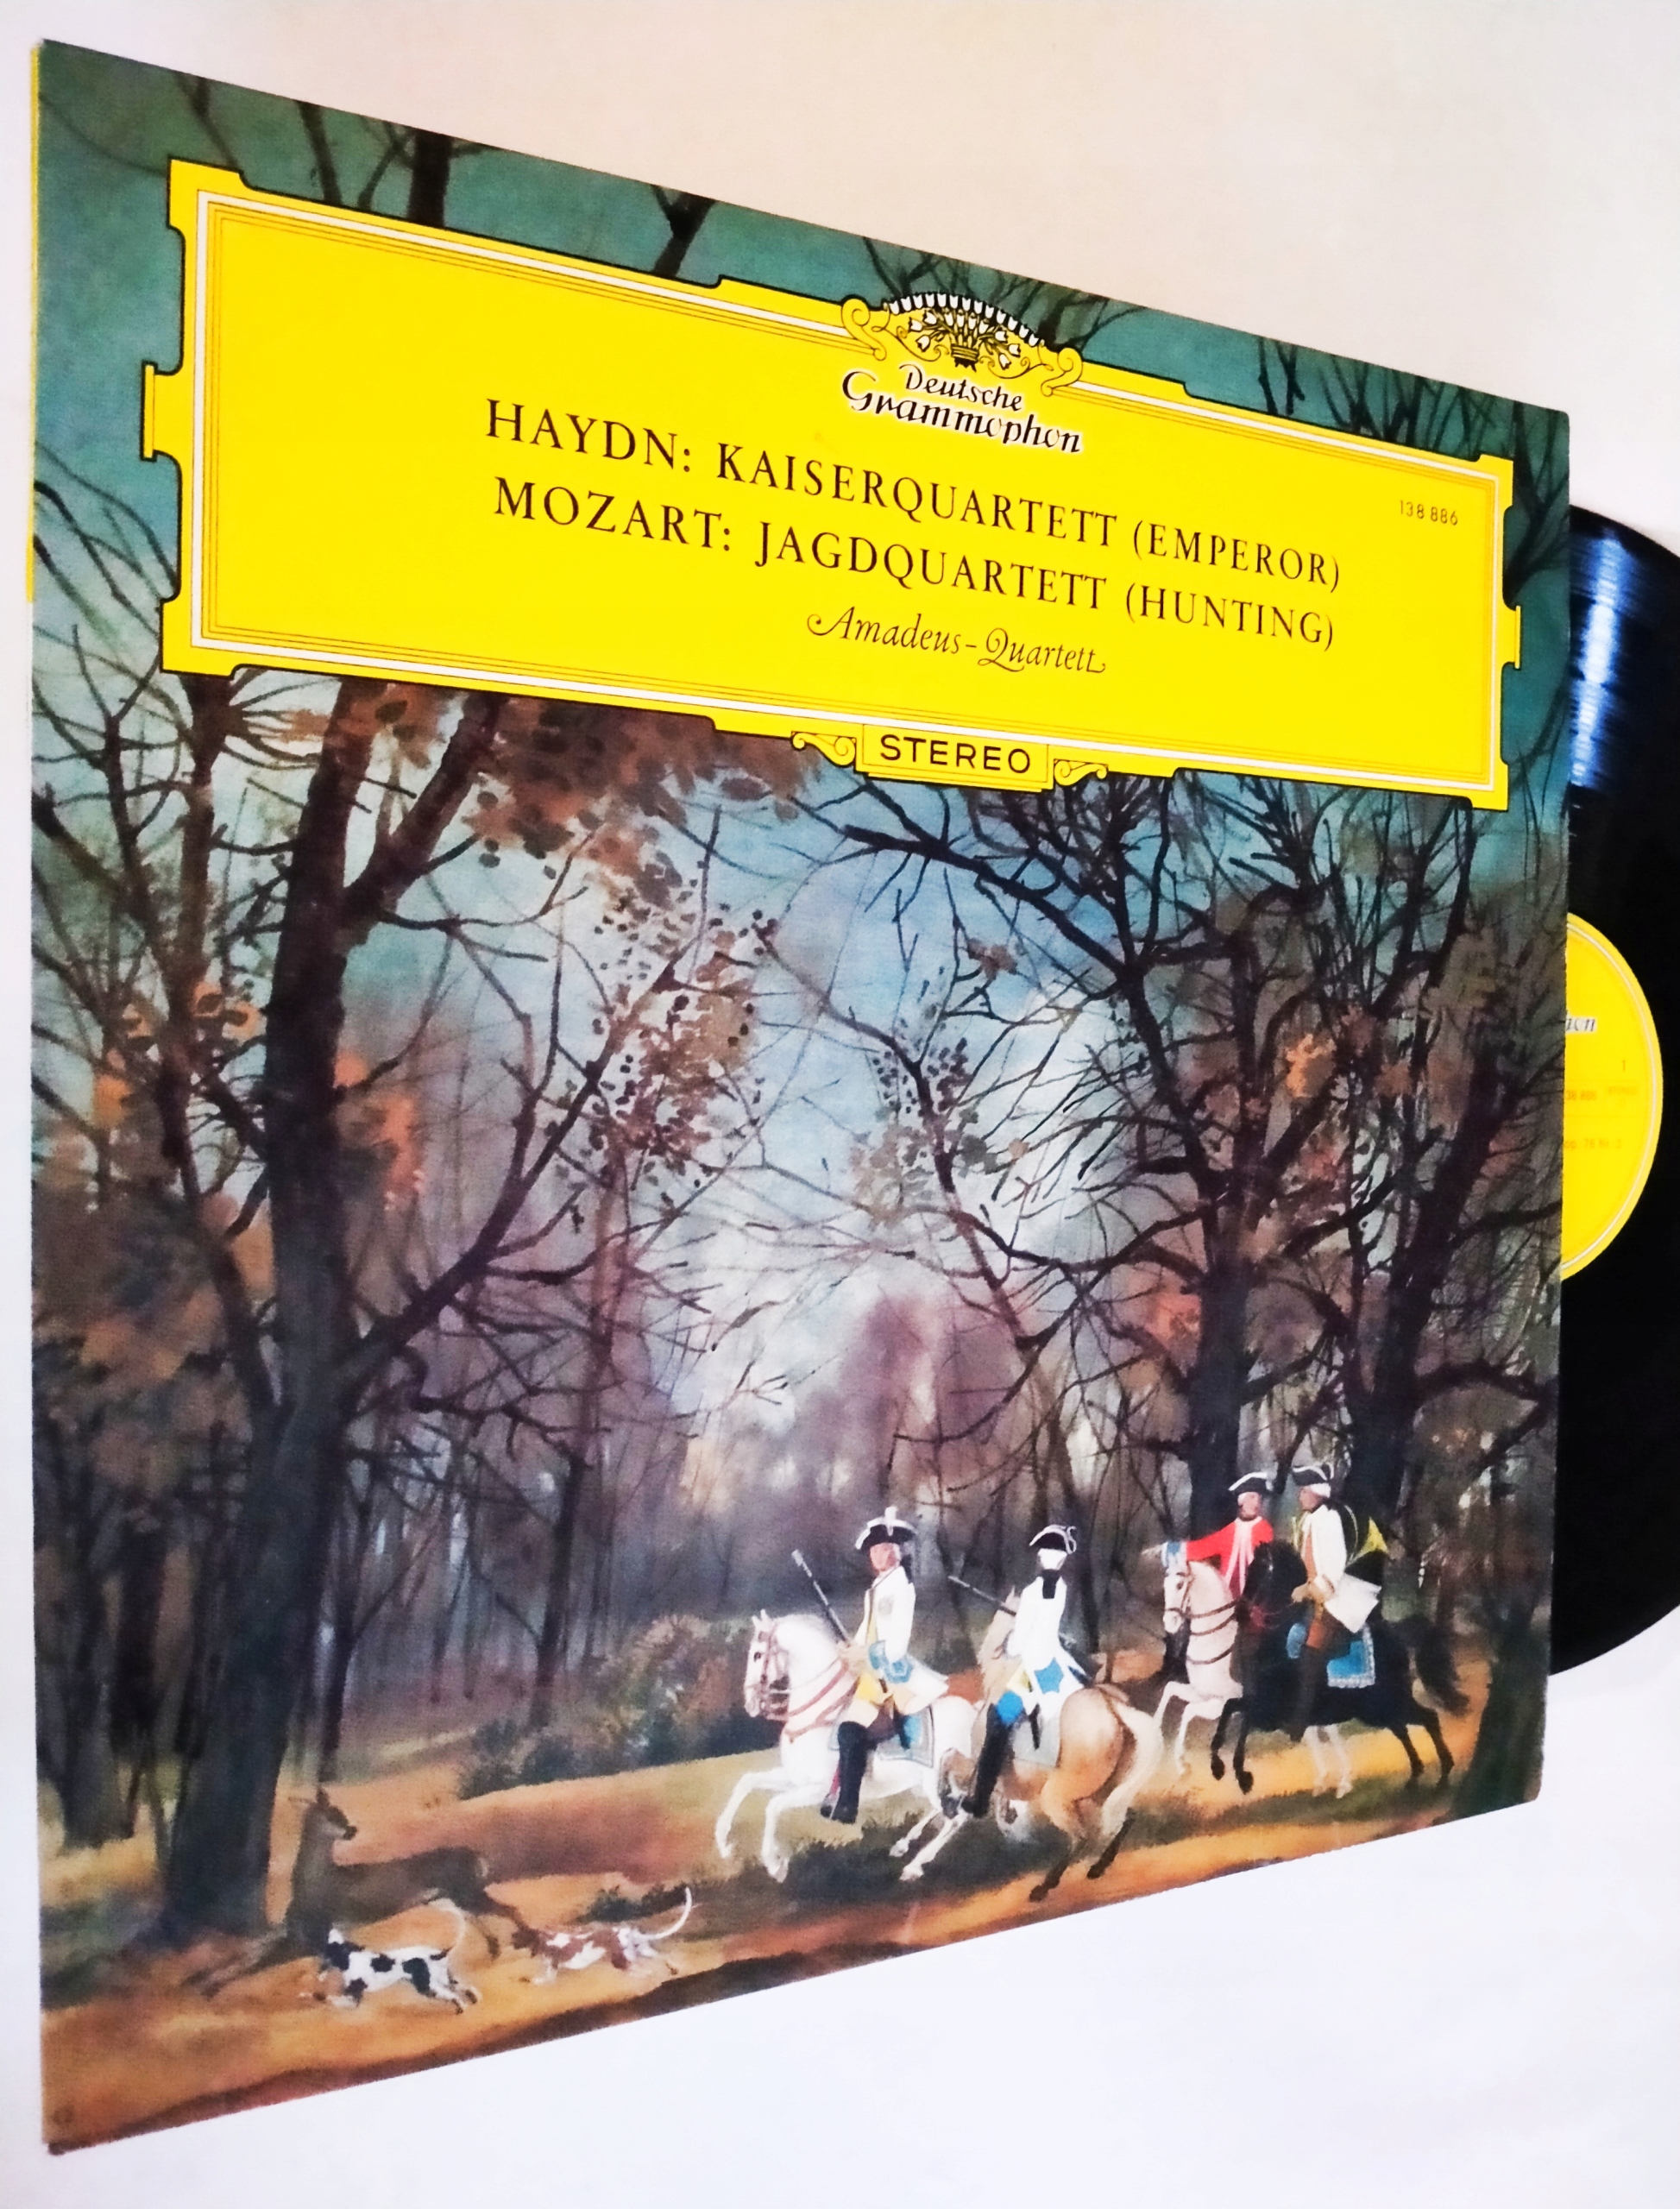 Deutsche
Grammophon
138 886
HAYDN: KAISERQUARTETT (EMPEROR)
MOZART: JAGDQUARTETT (HUNTING)
Amadeus-Quartett
STEREO